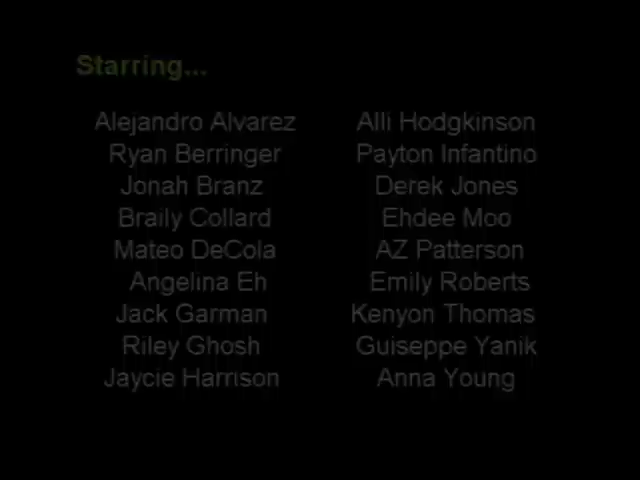 Starring...
Alejandro Alvarez
Ryan Berringer
Jonah Branz
Braily Collard
Mateo DeCola
Angelina Eh
Jack Garman
Riley Ghosh
Jaycie Harrison
Alli Hodgkinson
Payton Infantino
Derek Jones
Ehdee Moo
AZ Patterson
Emily Roberts
Kenyon Thomas
Guiseppe Yanik
Anna Young